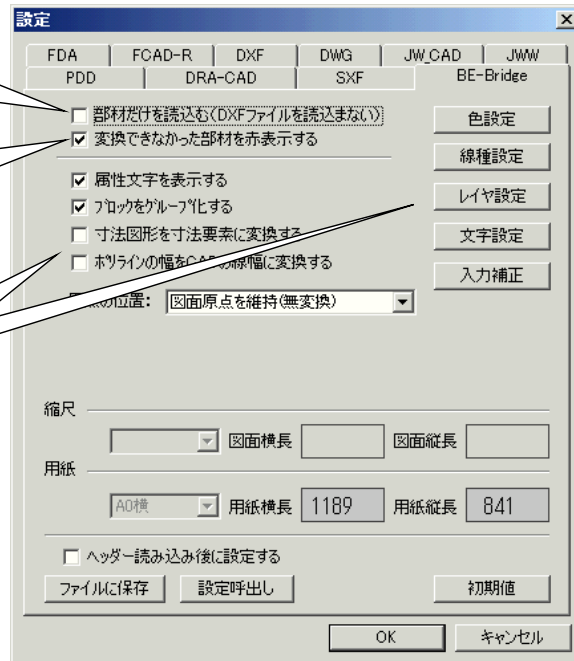 設定
FDA FCAD-R DXF DWG JW_CAD JWW
PDD DRA-CAD SXF BE-Bridge
部材だけを読込む(DXFファイルを読込まない)
変換できなかった部材を赤表示する
属性文字を表示する
ブロックをグループ化する
寸法図形を寸法要素に変換する
ポリラインの幅をCADの線幅に変換する
の位置: 図面原点を維持(無変換)
色設定
線種設定
レイヤ設定
文字設定
入力補正
縮尺
図面横長 図面縦長
用紙
A0横 用紙横長 1189 用紙縦長 841
ヘッダー読み込み後に設定する
ファイルに保存 設定呼出し 初期値
OK キャンセル